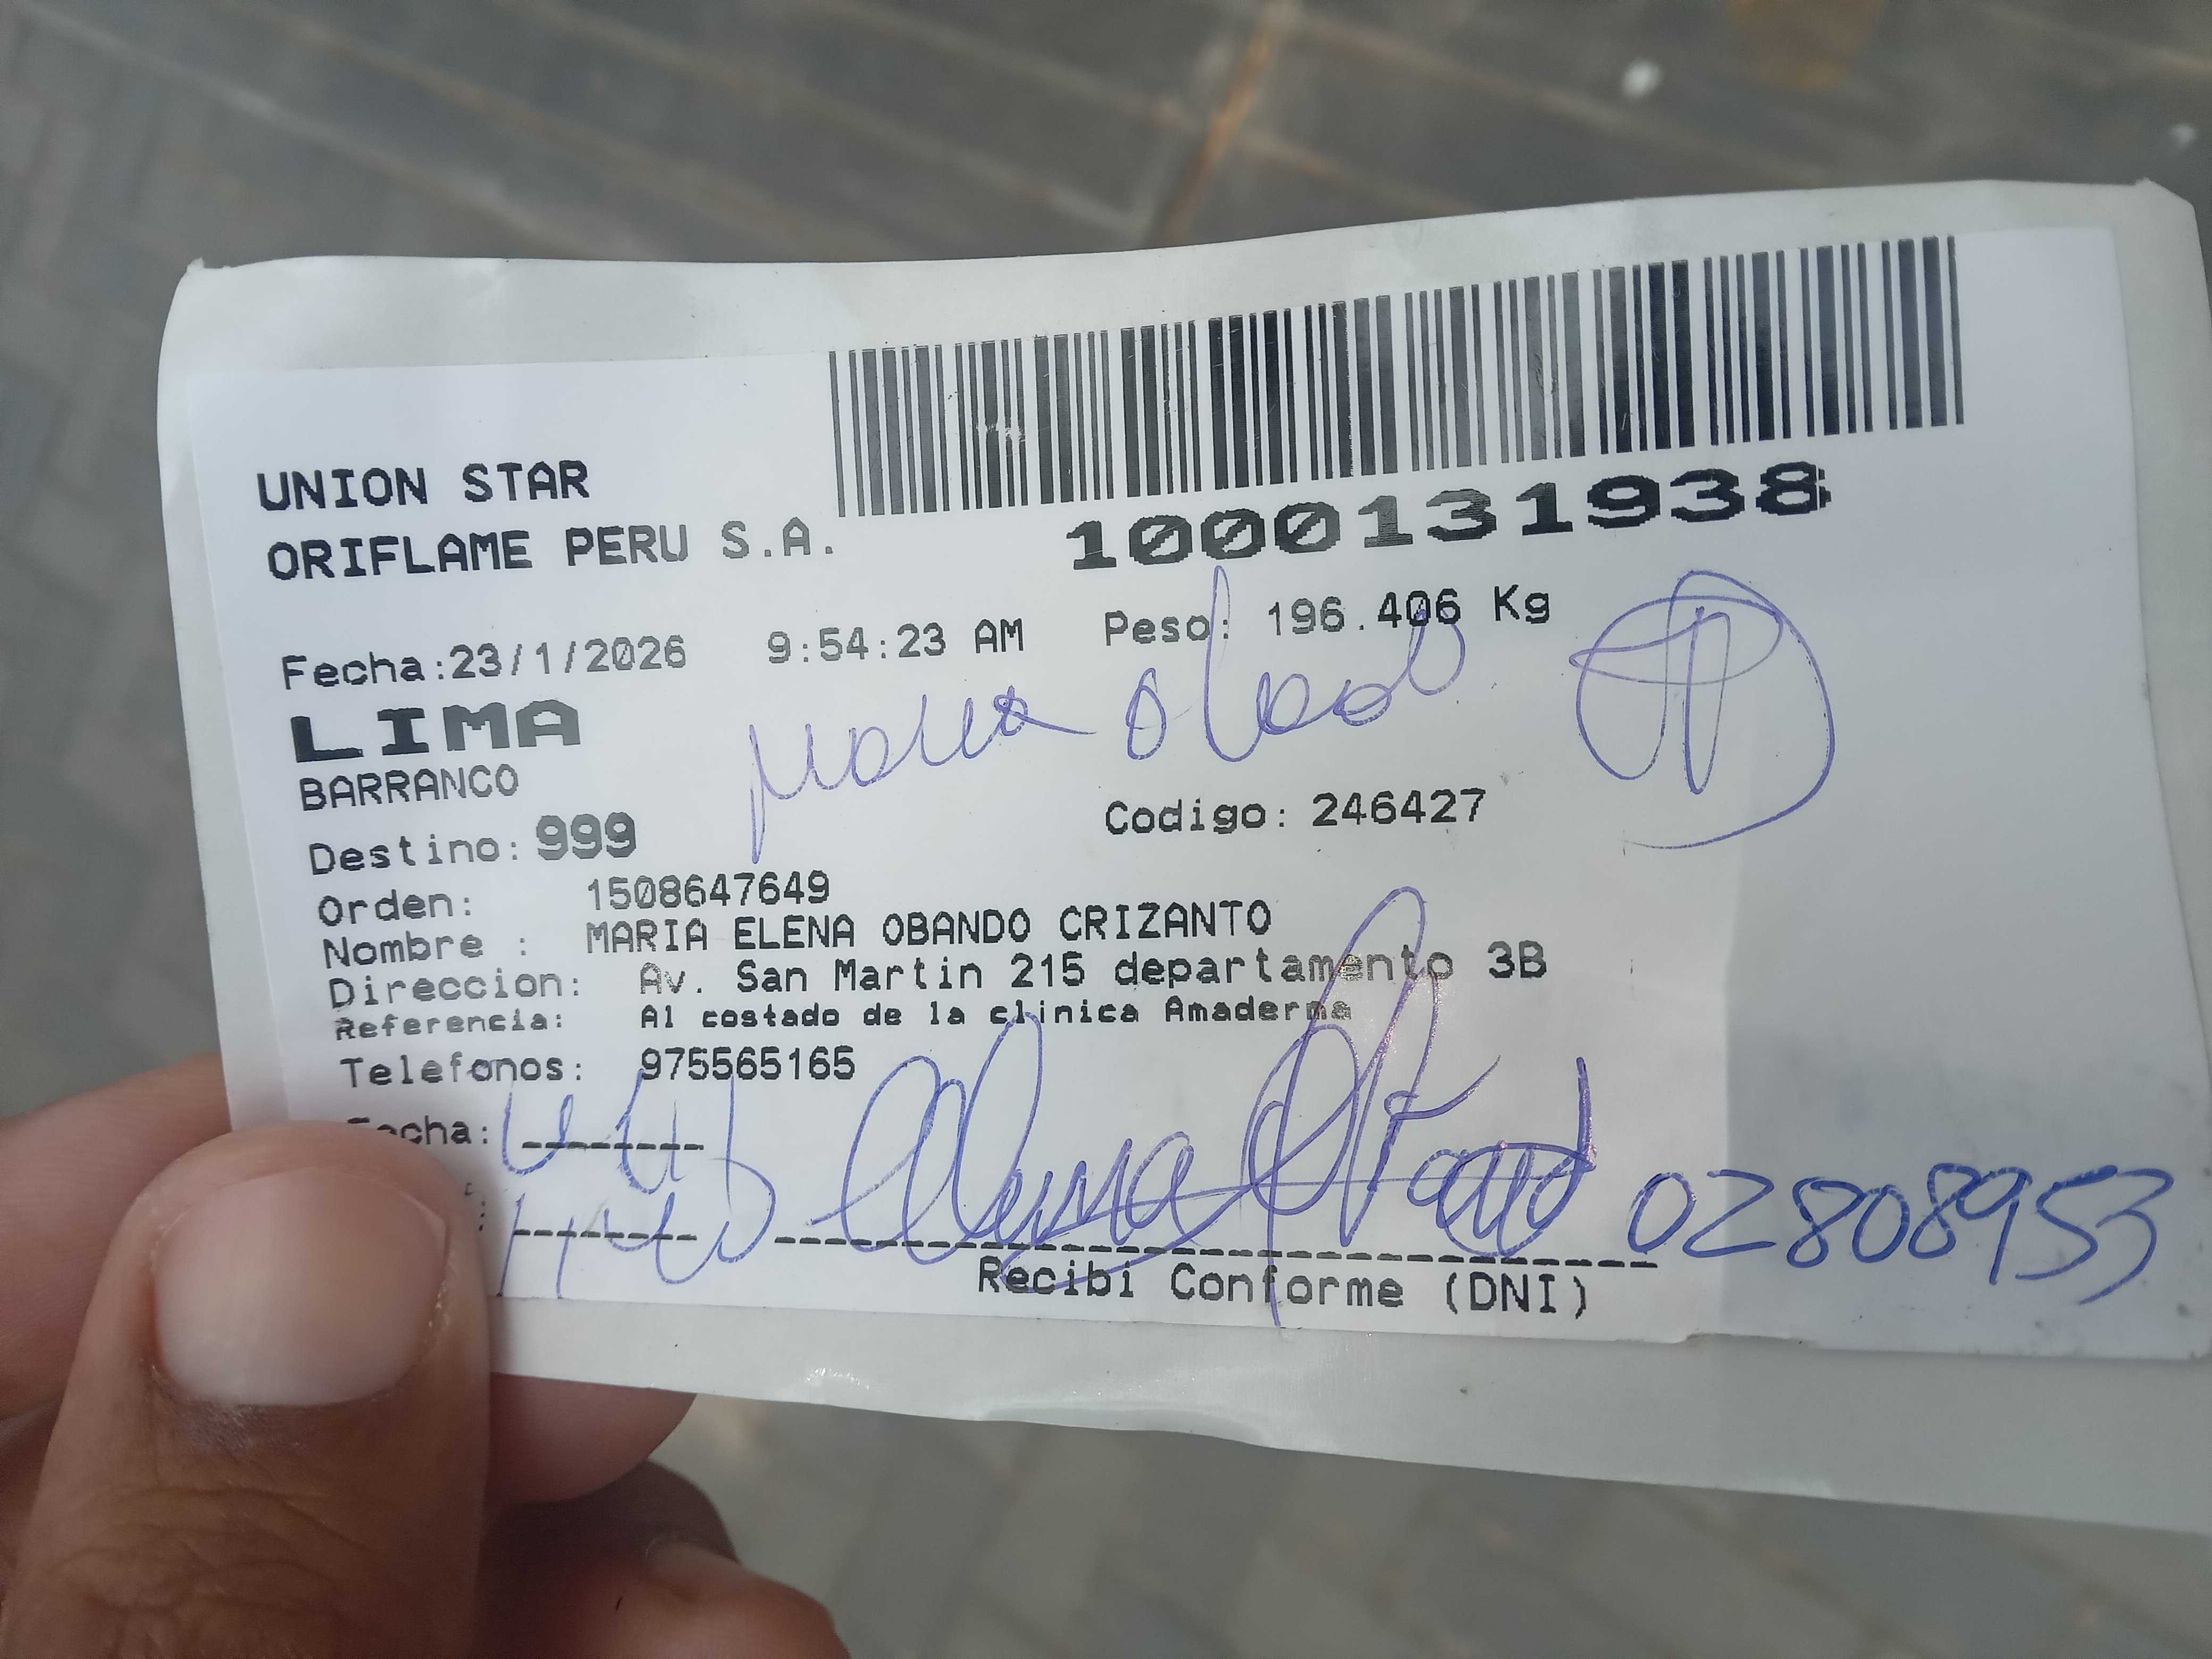 UNION STAR
ORIFLAME PERU S.A.
1000131938
Fecha:23/1/2026 9:54:23 AM Peso: 196.406 Kg
LIMA
BARRANCO
Maria
Destino: 999 Codigo: 246427
Orden: 1508647649
Nombre : MARIA ELENA OBANDO CRIZANTO
Direccion: Av. San Martin 215 departamento 3B
Referencia: Al costado de la clinica Amaderma
Telefonos: 975565165
Fecha:
02808953
Recibi Conforme (DNI)